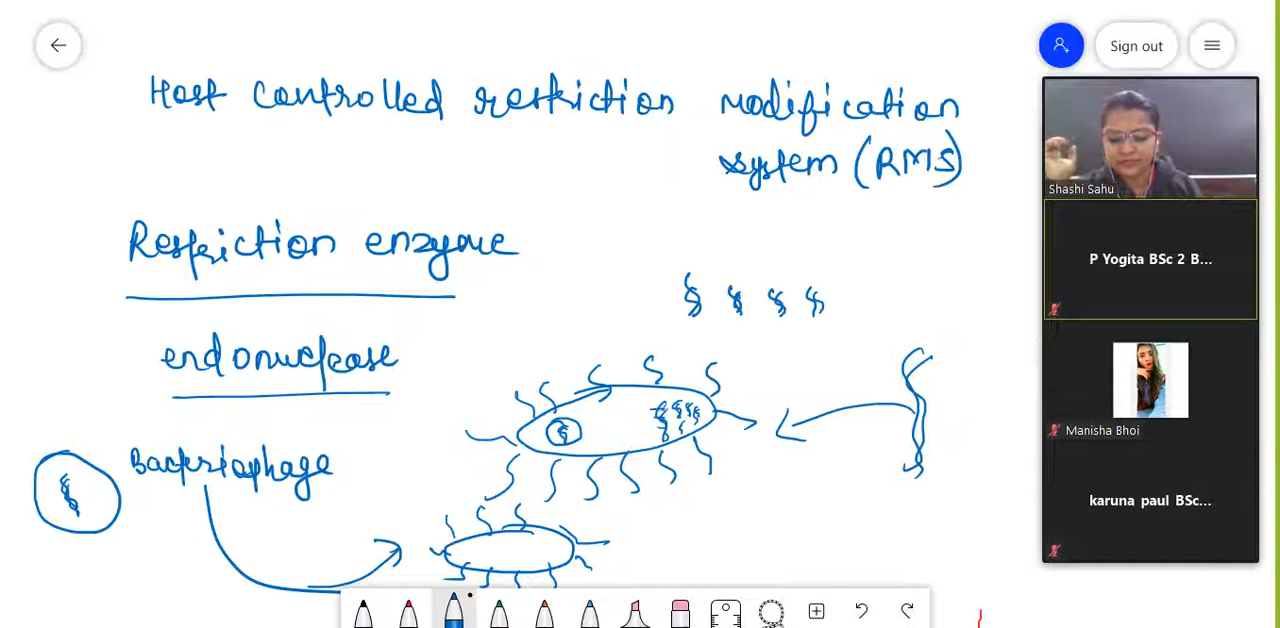 Sign out
Host controlled restriction modification
system (RMS)
Shashi Sahu
Restriction enzyme
P Yogita BSc 2 B...
endonuclease
Manisha Bhoi
Bacteriophage
karuna paul BSc...